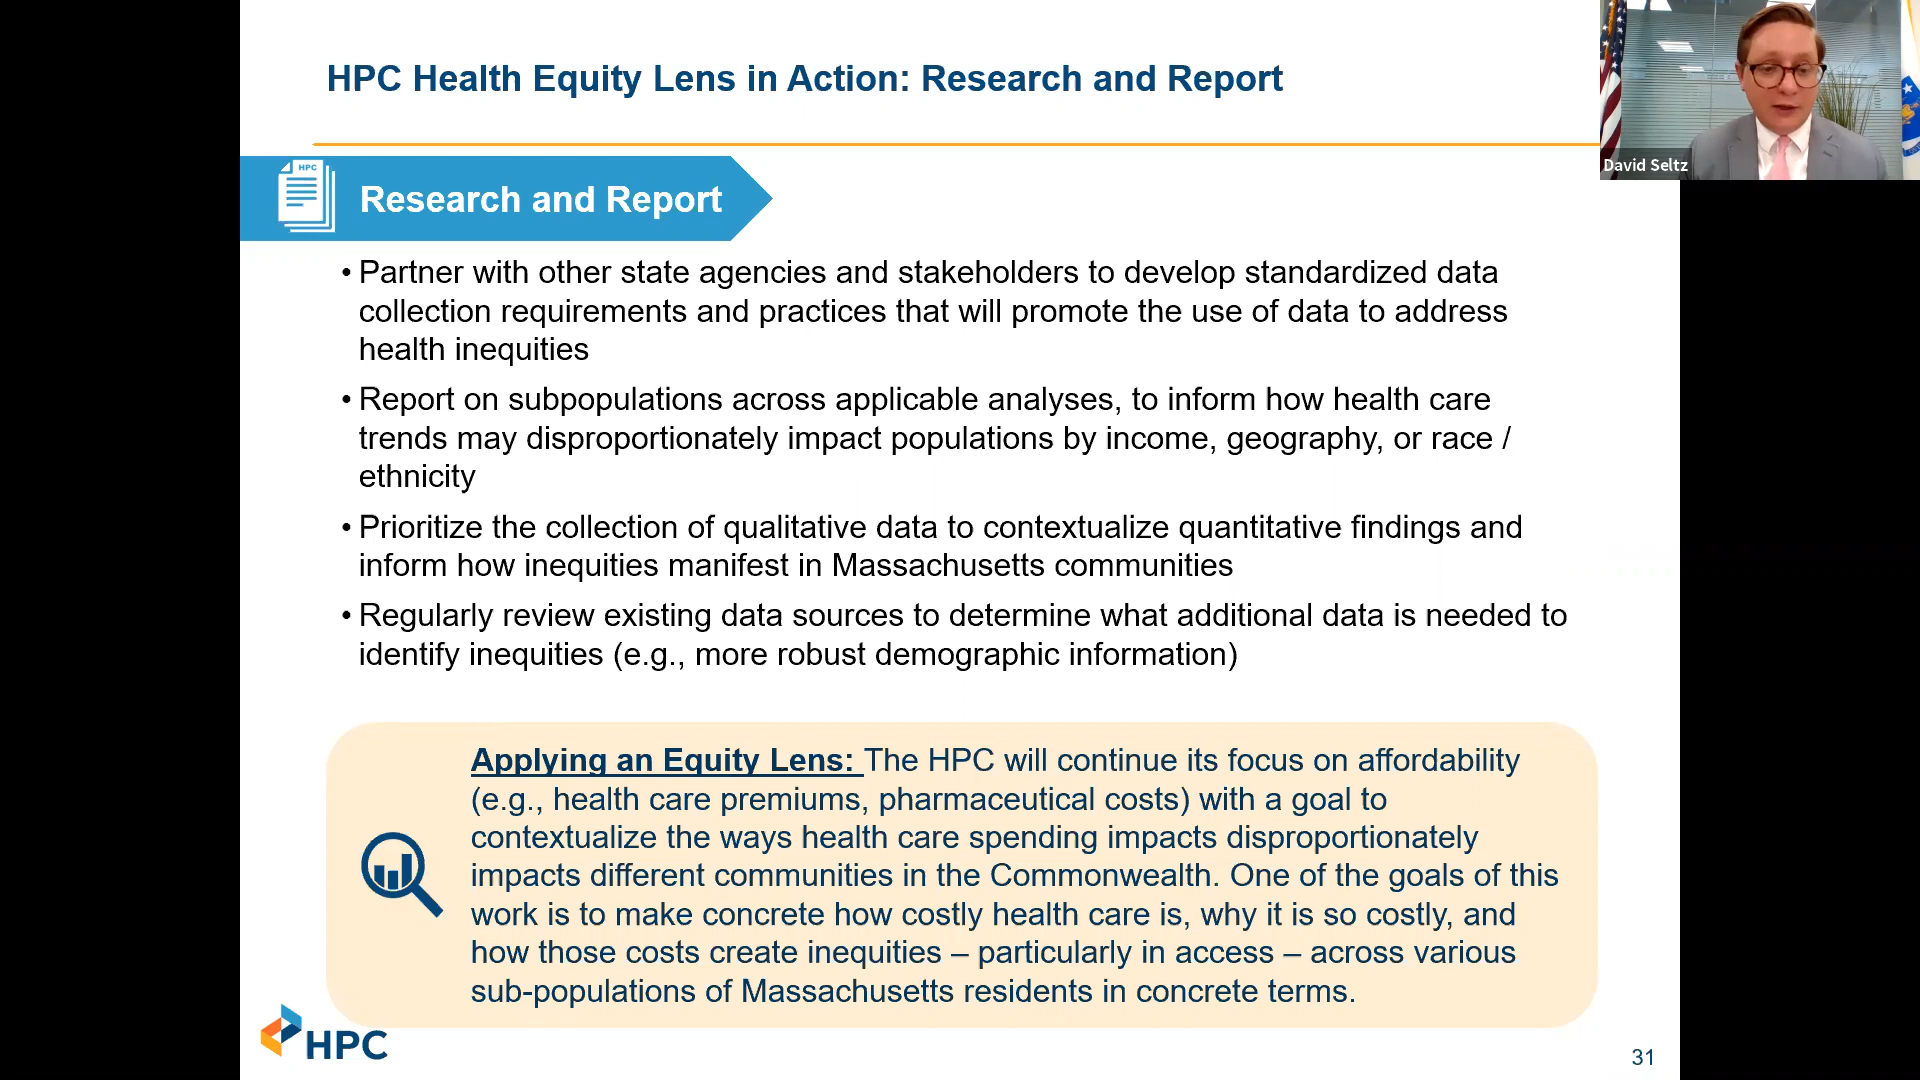 HPC Health Equity Lens in Action: Research and Report
David Seltz
HPC
Research and Report
• Partner with other state agencies and stakeholders to develop standardized data
collection requirements and practices that will promote the use of data to address
health inequities
• Report on subpopulations across applicable analyses, to inform how health care
trends may disproportionately impact populations by income, geography, or race /
ethnicity
• Prioritize the collection of qualitative data to contextualize quantitative findings and
inform how inequities manifest in Massachusetts communities
• Regularly review existing data sources to determine what additional data is needed to
identify inequities (e.g., more robust demographic information)
Applying an Equity Lens: The HPC will continue its focus on affordability
(e.g., health care premiums, pharmaceutical costs) with a goal to
contextualize the ways health care spending impacts disproportionately
impacts different communities in the Commonwealth. One of the goals of this
work is to make concrete how costly health care is, why it is so costly, and
how those costs create inequities – particularly in access – across various
sub-populations of Massachusetts residents in concrete terms.
HPC
31